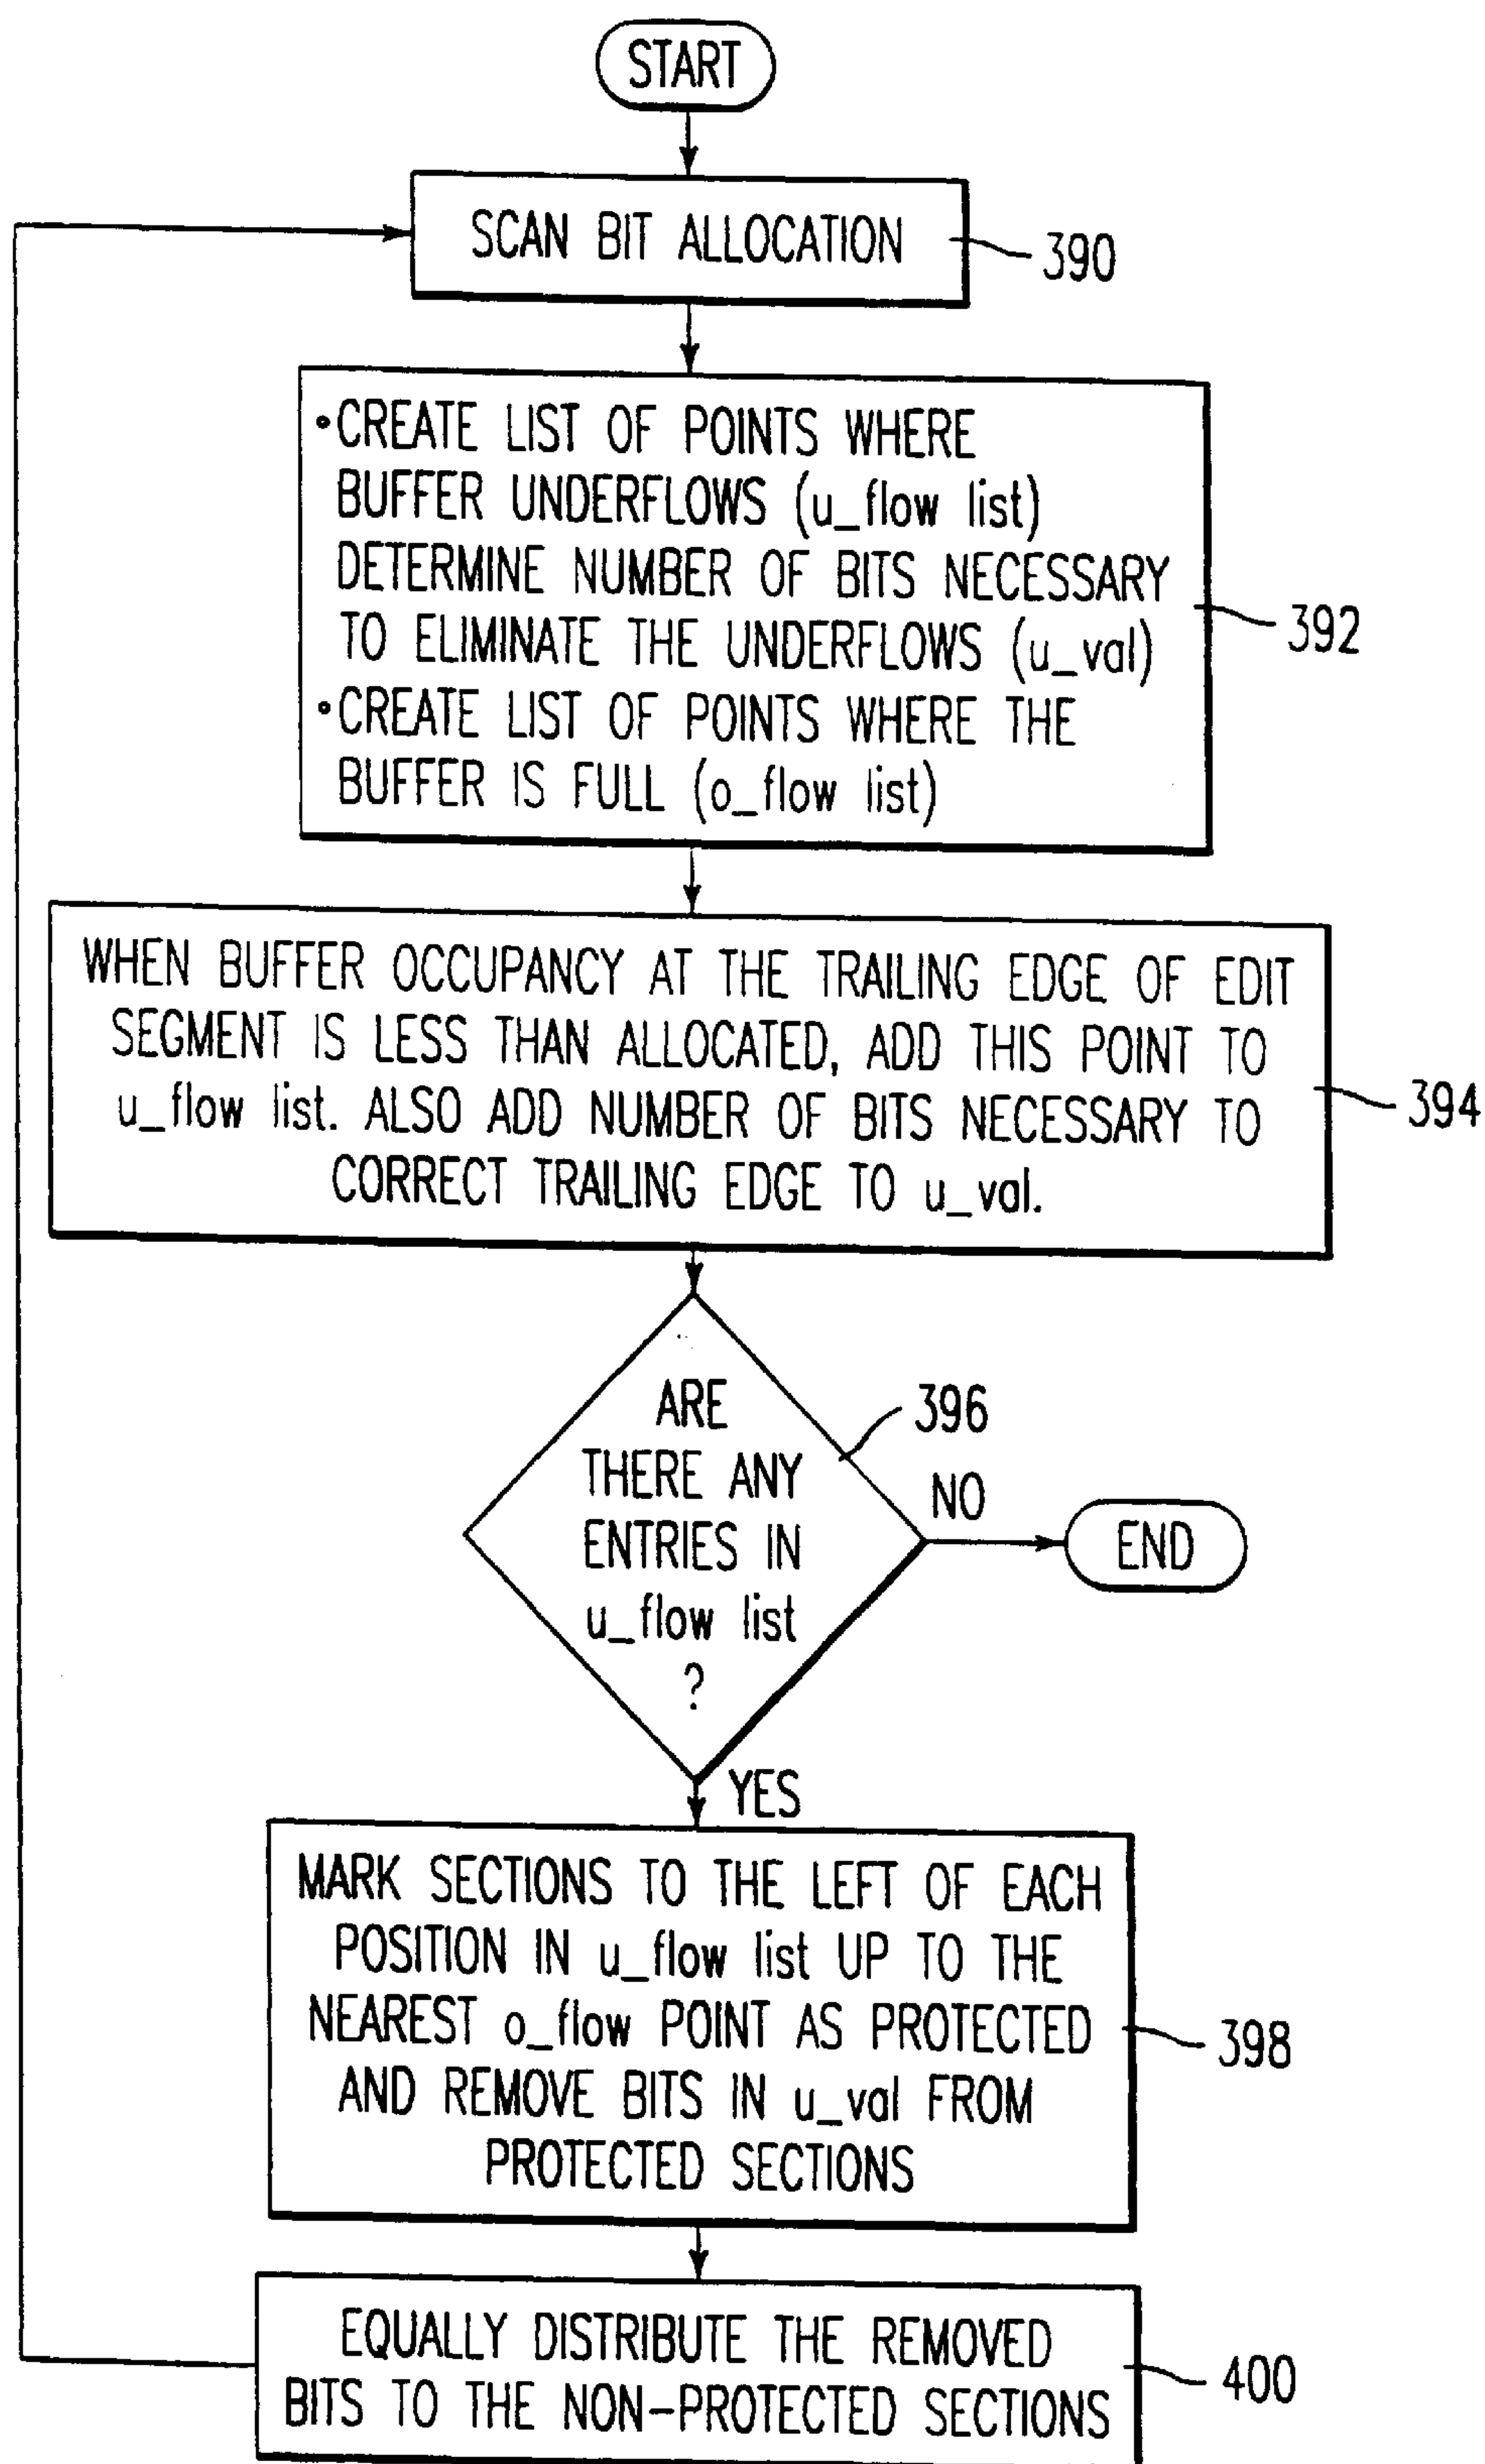 START
SCAN BIT ALLOCATION
390
•CREATE LIST OF POINTS WHERE
BUFFER UNDERFLOWS (u_flow list)
DETERMINE NUMBER OF BITS NECESSARY
TO ELIMINATE THE UNDERFLOWS (u_val)
•CREATE LIST OF POINTS WHERE THE
BUFFER IS FULL (o_flow list)
392
WHEN BUFFER OCCUPANCY AT THE TRAILING EDGE OF EDIT
SEGMENT IS LESS THAN ALLOCATED, ADD THIS POINT TO
u_flow list. ALSO ADD NUMBER OF BITS NECESSARY TO
CORRECT TRAILING EDGE TO u_val.
394
ARE
THERE ANY
ENTRIES IN
u_flow list
?
396
NO
END
YES
MARK SECTIONS TO THE LEFT OF EACH
POSITION IN u_flow list UP TO THE
NEAREST o_flow POINT AS PROTECTED
AND REMOVE BITS IN u_val FROM
PROTECTED SECTIONS
398
EQUALLY DISTRIBUTE THE REMOVED
BITS TO THE NON-PROTECTED SECTIONS
400